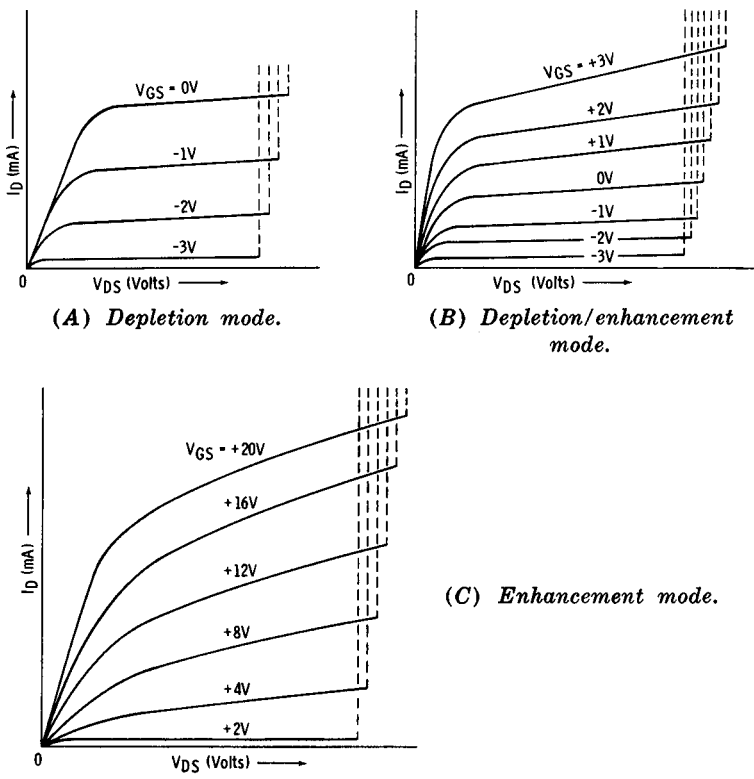 V_GS = 0V
-1V
-2V
-3V
I_D (mA)
0
V_DS (Volts)
(A) Depletion mode.
V_GS = +3V
+2V
+1V
0V
-1V
-2V
-3V
I_D (mA)
0
V_DS (Volts)
(B) Depletion/enhancement
mode.
V_GS = +20V
+16V
+12V
+8V
+4V
+2V
I_D (mA)
0
V_DS (Volts)
(C) Enhancement mode.